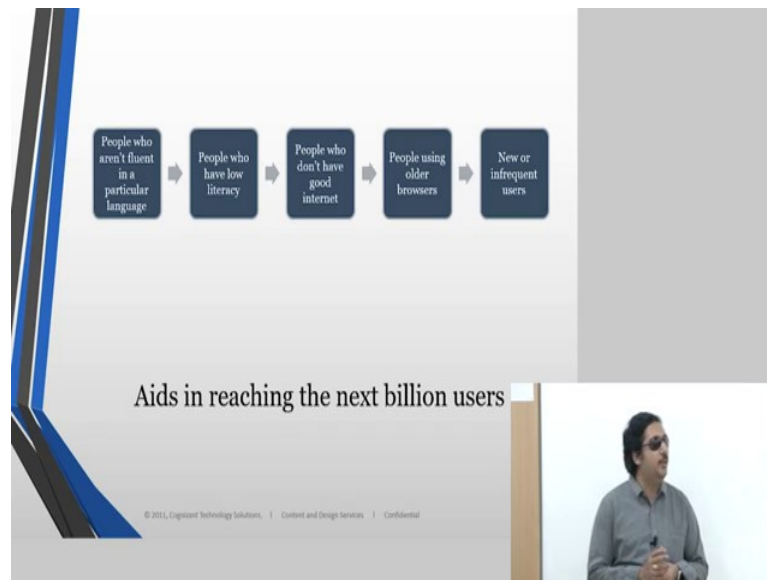 People who
aren't fluent
in a
particular
language
People who
have low
literacy
People who
don't have
good
internet
People using
older
browsers
New or
infrequent
users
Aids in reaching the next billion users
© 2011, Cognizant Technology Solutions. | Content and Design Services | Confidential